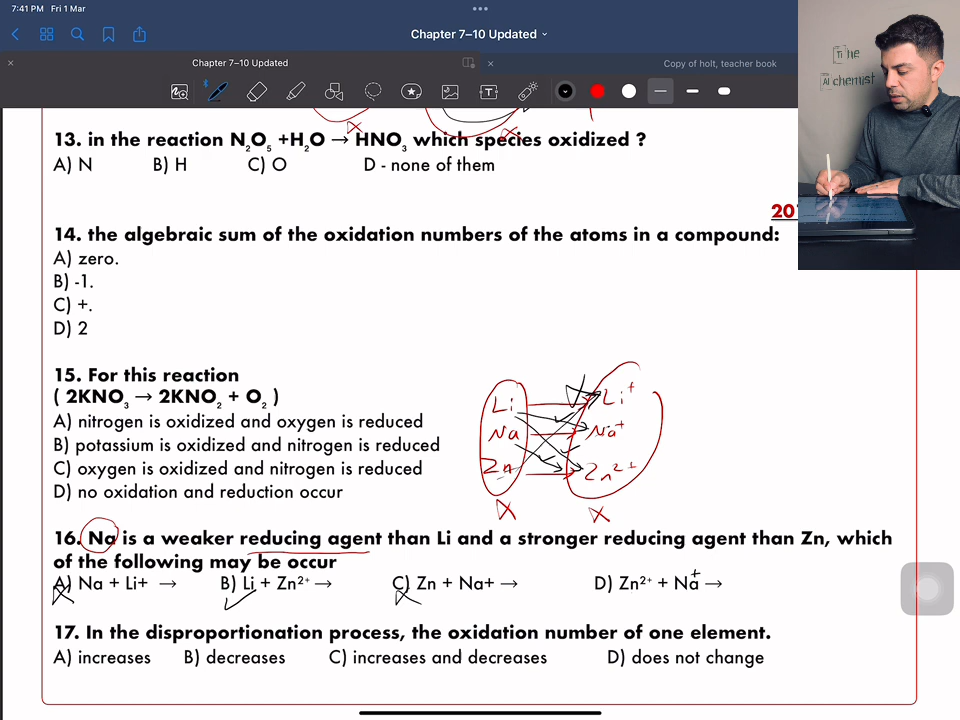 7:41 PM Fri 1 Mar
Chapter 7–10 Updated
Chapter 7–10 Updated
Copy of holt, teacher book
The
Alchemist
13. in the reaction N₂O₅ +H₂O → HNO₃ which species oxidized ?
A) N B) H C) O D - none of them
14. the algebraic sum of the oxidation numbers of the atoms in a compound:
A) zero.
B) -1.
C) +.
D) 2
15. For this reaction
( 2KNO₃ → 2KNO₂ + O₂ )
A) nitrogen is oxidized and oxygen is reduced
B) potassium is oxidized and nitrogen is reduced
C) oxygen is oxidized and nitrogen is reduced
D) no oxidation and reduction occur
Li Li⁺
Na Na⁺
Zn Zn²⁺
16. Na is a weaker reducing agent than Li and a stronger reducing agent than Zn, which
of the following may be occur
A) Na + Li+ → B) Li + Zn²⁺ → C) Zn + Na+ → D) Zn²⁺ + Na⁺ →
17. In the disproportionation process, the oxidation number of one element.
A) increases B) decreases C) increases and decreases D) does not change